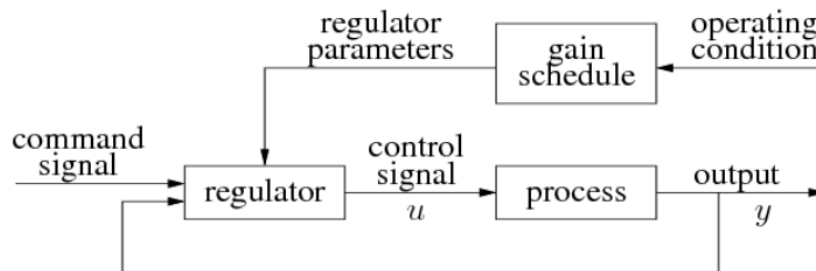 regulator
parameters
gain
schedule
operating
condition
command
signal
regulator
control
signal
u
process
output
y